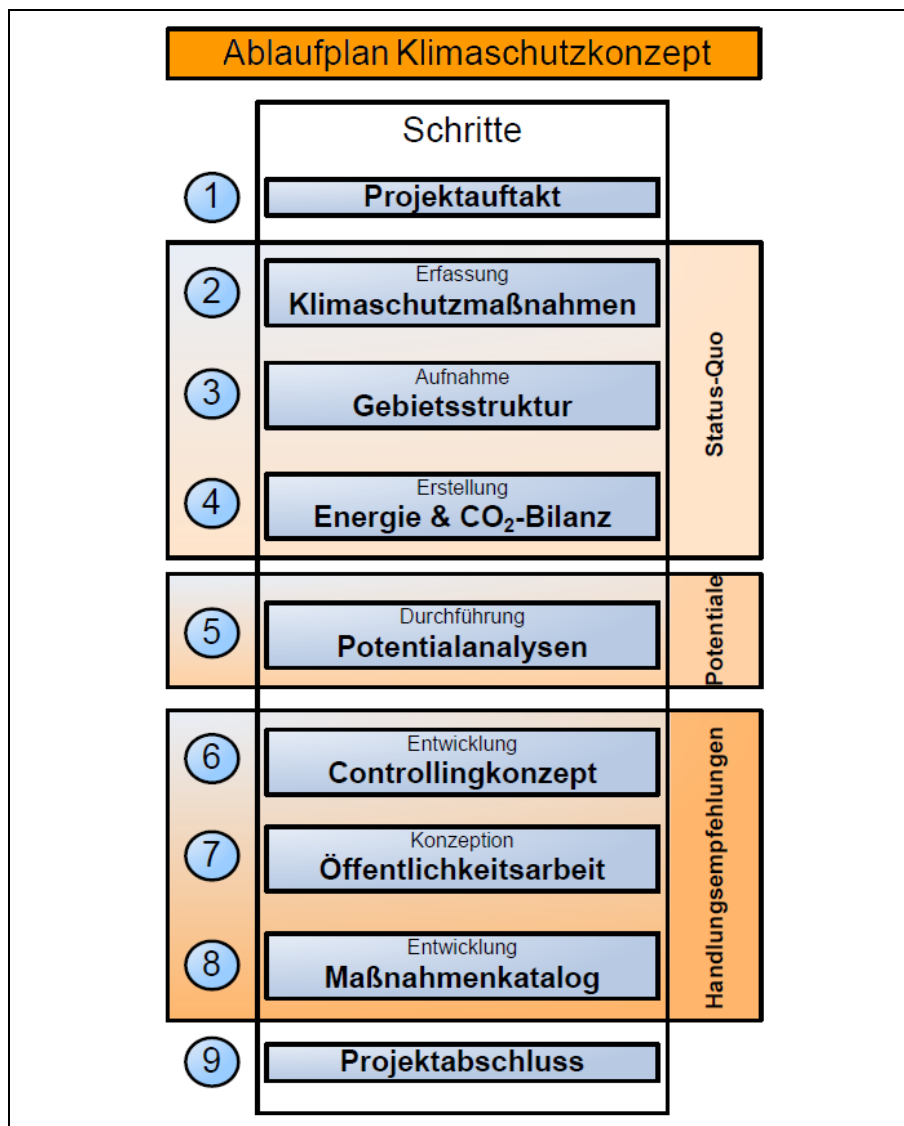 Ablaufplan Klimaschutzkonzept
Schritte
1
Projektauftakt
2
Erfassung
Klimaschutzmaßnahmen
3
Aufnahme
Gebietsstruktur
4
Erstellung
Energie & CO₂-Bilanz
Status-Quo
5
Durchführung
Potentialanalysen
Potentiale
6
Entwicklung
Controllingkonzept
7
Konzeption
Öffentlichkeitsarbeit
8
Entwicklung
Maßnahmenkatalog
Handlungsempfehlungen
9
Projektabschluss